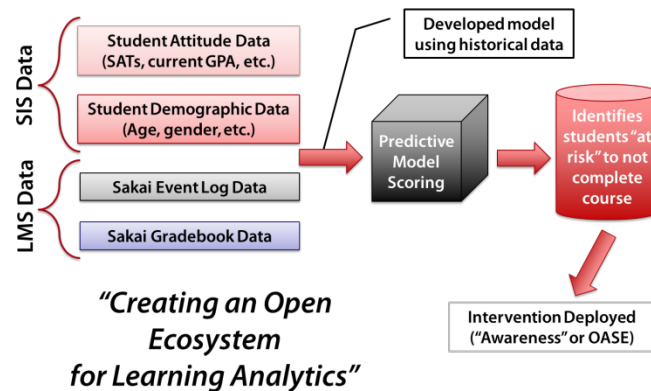 SIS Data
Student Attitude Data
(SATs, current GPA, etc.)
Student Demographic Data
(Age, gender, etc.)
LMS Data
Sakai Event Log Data
Sakai Gradebook Data
Developed model
using historical data
Predictive
Model
Scoring
Identifies
students “at
risk” to not
complete
course
Intervention Deployed
(“Awareness” or OASE)
“Creating an Open
Ecosystem
for Learning Analytics”